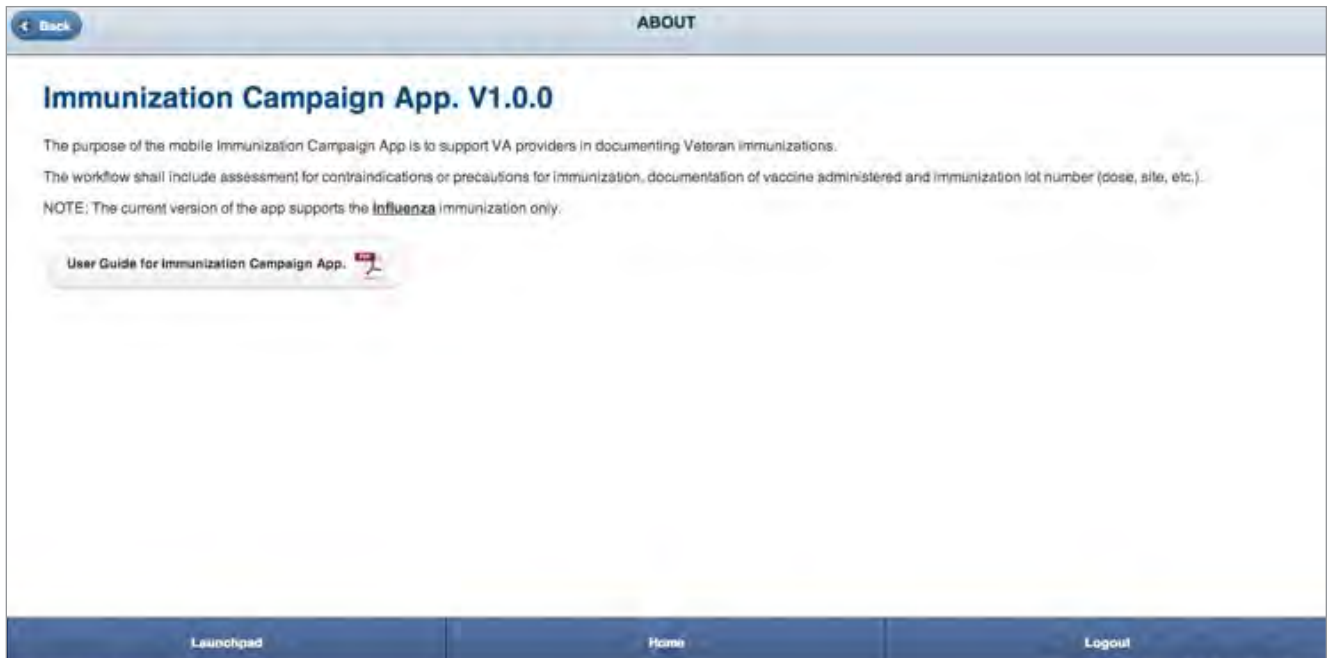 Back
ABOUT
Immunization Campaign App. V1.0.0
The purpose of the mobile Immunization Campaign App is to support VA providers in documenting Veteran immunizations.
The workflow shall include assessment for contraindications or precautions for immunization, documentation of vaccine administered and immunization lot number (dose, site, etc.).
NOTE: The current version of the app supports the Influenza immunization only.
User Guide for Immunization Campaign App.
PDF
Launchpad
Home
Logout